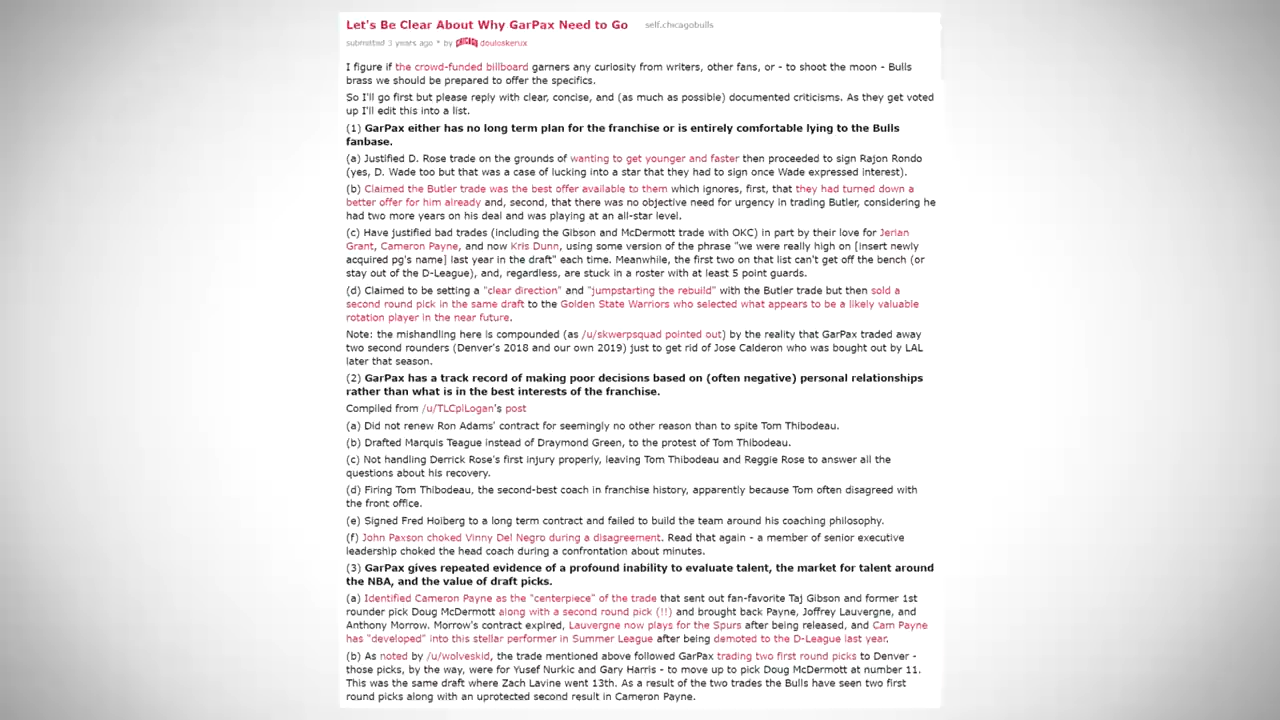 Let's Be Clear About Why GarPax Need to Go self.chicagobulls
submitted 3 years ago * by CHICAGO douloskerux
I figure if the crowd-funded billboard garners any curiosity from writers, other fans, or - to shoot the moon - Bulls
brass we should be prepared to offer the specifics.
So I'll go first but please reply with clear, concise, and (as much as possible) documented criticisms. As they get voted
up I'll edit this into a list.
(1) GarPax either has no long term plan for the franchise or is entirely comfortable lying to the Bulls
fanbase.
(a) Justified D. Rose trade on the grounds of wanting to get younger and faster then proceeded to sign Rajon Rondo
(yes, D. Wade too but that was a case of lucking into a star that they had to sign once Wade expressed interest).
(b) Claimed the Butler trade was the best offer available to them which ignores, first, that they had turned down a
better offer for him already and, second, that there was no objective need for urgency in trading Butler, considering he
had two more years on his deal and was playing at an all-star level.
(c) Have justified bad trades (including the Gibson and McDermott trade with OKC) in part by their love for Jerian
Grant, Cameron Payne, and now Kris Dunn, using some version of the phrase "we were really high on [insert newly
acquired pg's name] last year in the draft" each time. Meanwhile, the first two on that list can't get off the bench (or
stay out of the D-League), and, regardless, are stuck in a roster with at least 5 point guards.
(d) Claimed to be setting a "clear direction" and "jumpstarting the rebuild" with the Butler trade but then sold a
second round pick in the same draft to the Golden State Warriors who selected what appears to be a likely valuable
rotation player in the near future.
Note: the mishandling here is compounded (as /u/skwerpsquad pointed out) by the reality that GarPax traded away
two second rounders (Denver's 2018 and our own 2019) just to get rid of Jose Calderon who was bought out by LAL
later that season.
(2) GarPax has a track record of making poor decisions based on (often negative) personal relationships
rather than what is in the best interests of the franchise.
Compiled from /u/TLCplLogan's post
(a) Did not renew Ron Adams' contract for seemingly no other reason than to spite Tom Thibodeau.
(b) Drafted Marquis Teague instead of Draymond Green, to the protest of Tom Thibodeau.
(c) Not handling Derrick Rose's first injury properly, leaving Tom Thibodeau and Reggie Rose to answer all the
questions about his recovery.
(d) Firing Tom Thibodeau, the second-best coach in franchise history, apparently because Tom often disagreed with
the front office.
(e) Signed Fred Hoiberg to a long term contract and failed to build the team around his coaching philosophy.
(f) John Paxson choked Vinny Del Negro during a disagreement. Read that again - a member of senior executive
leadership choked the head coach during a confrontation about minutes.
(3) GarPax gives repeated evidence of a profound inability to evaluate talent, the market for talent around
the NBA, and the value of draft picks.
(a) Identified Cameron Payne as the "centerpiece" of the trade that sent out fan-favorite Taj Gibson and former 1st
rounder pick Doug McDermott along with a second round pick (!!) and brought back Payne, Joffrey Lauvergne, and
Anthony Morrow. Morrow's contract expired, Lauvergne now plays for the Spurs after being released, and Cam Payne
has "developed" into this stellar performer in Summer League after being demoted to the D-League last year.
(b) As noted by /u/wolveskid, the trade mentioned above followed GarPax trading two first round picks to Denver -
those picks, by the way, were for Yusef Nurkic and Gary Harris - to move up to pick Doug McDermott at number 11.
This was the same draft where Zach Lavine went 13th. As a result of the two trades the Bulls have seen two first
round picks along with an uprotected second result in Cameron Payne.